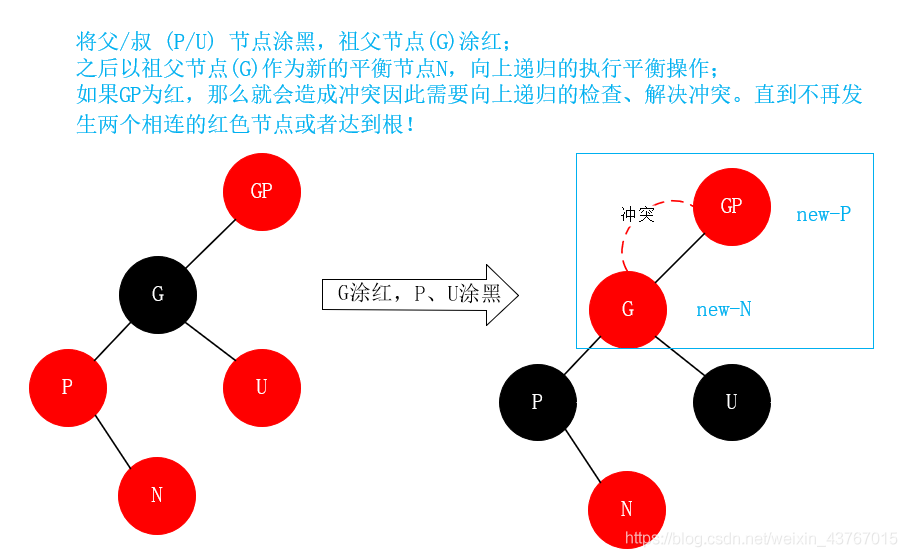 将父/叔 (P/U) 节点涂黑，祖父节点(G)涂红；
之后以祖父节点(G)作为新的平衡节点N，向上递归的执行平衡操作；
如果GP为红，那么就会造成冲突因此需要向上递归的检查、解决冲突。直到不再发
生两个相连的红色节点或者达到根！
GP
G
P
U
N
G涂红，P、U涂黑
冲突
GP
new-P
G
new-N
P
U
N
https://blog.csdn.net/weixin_43767015